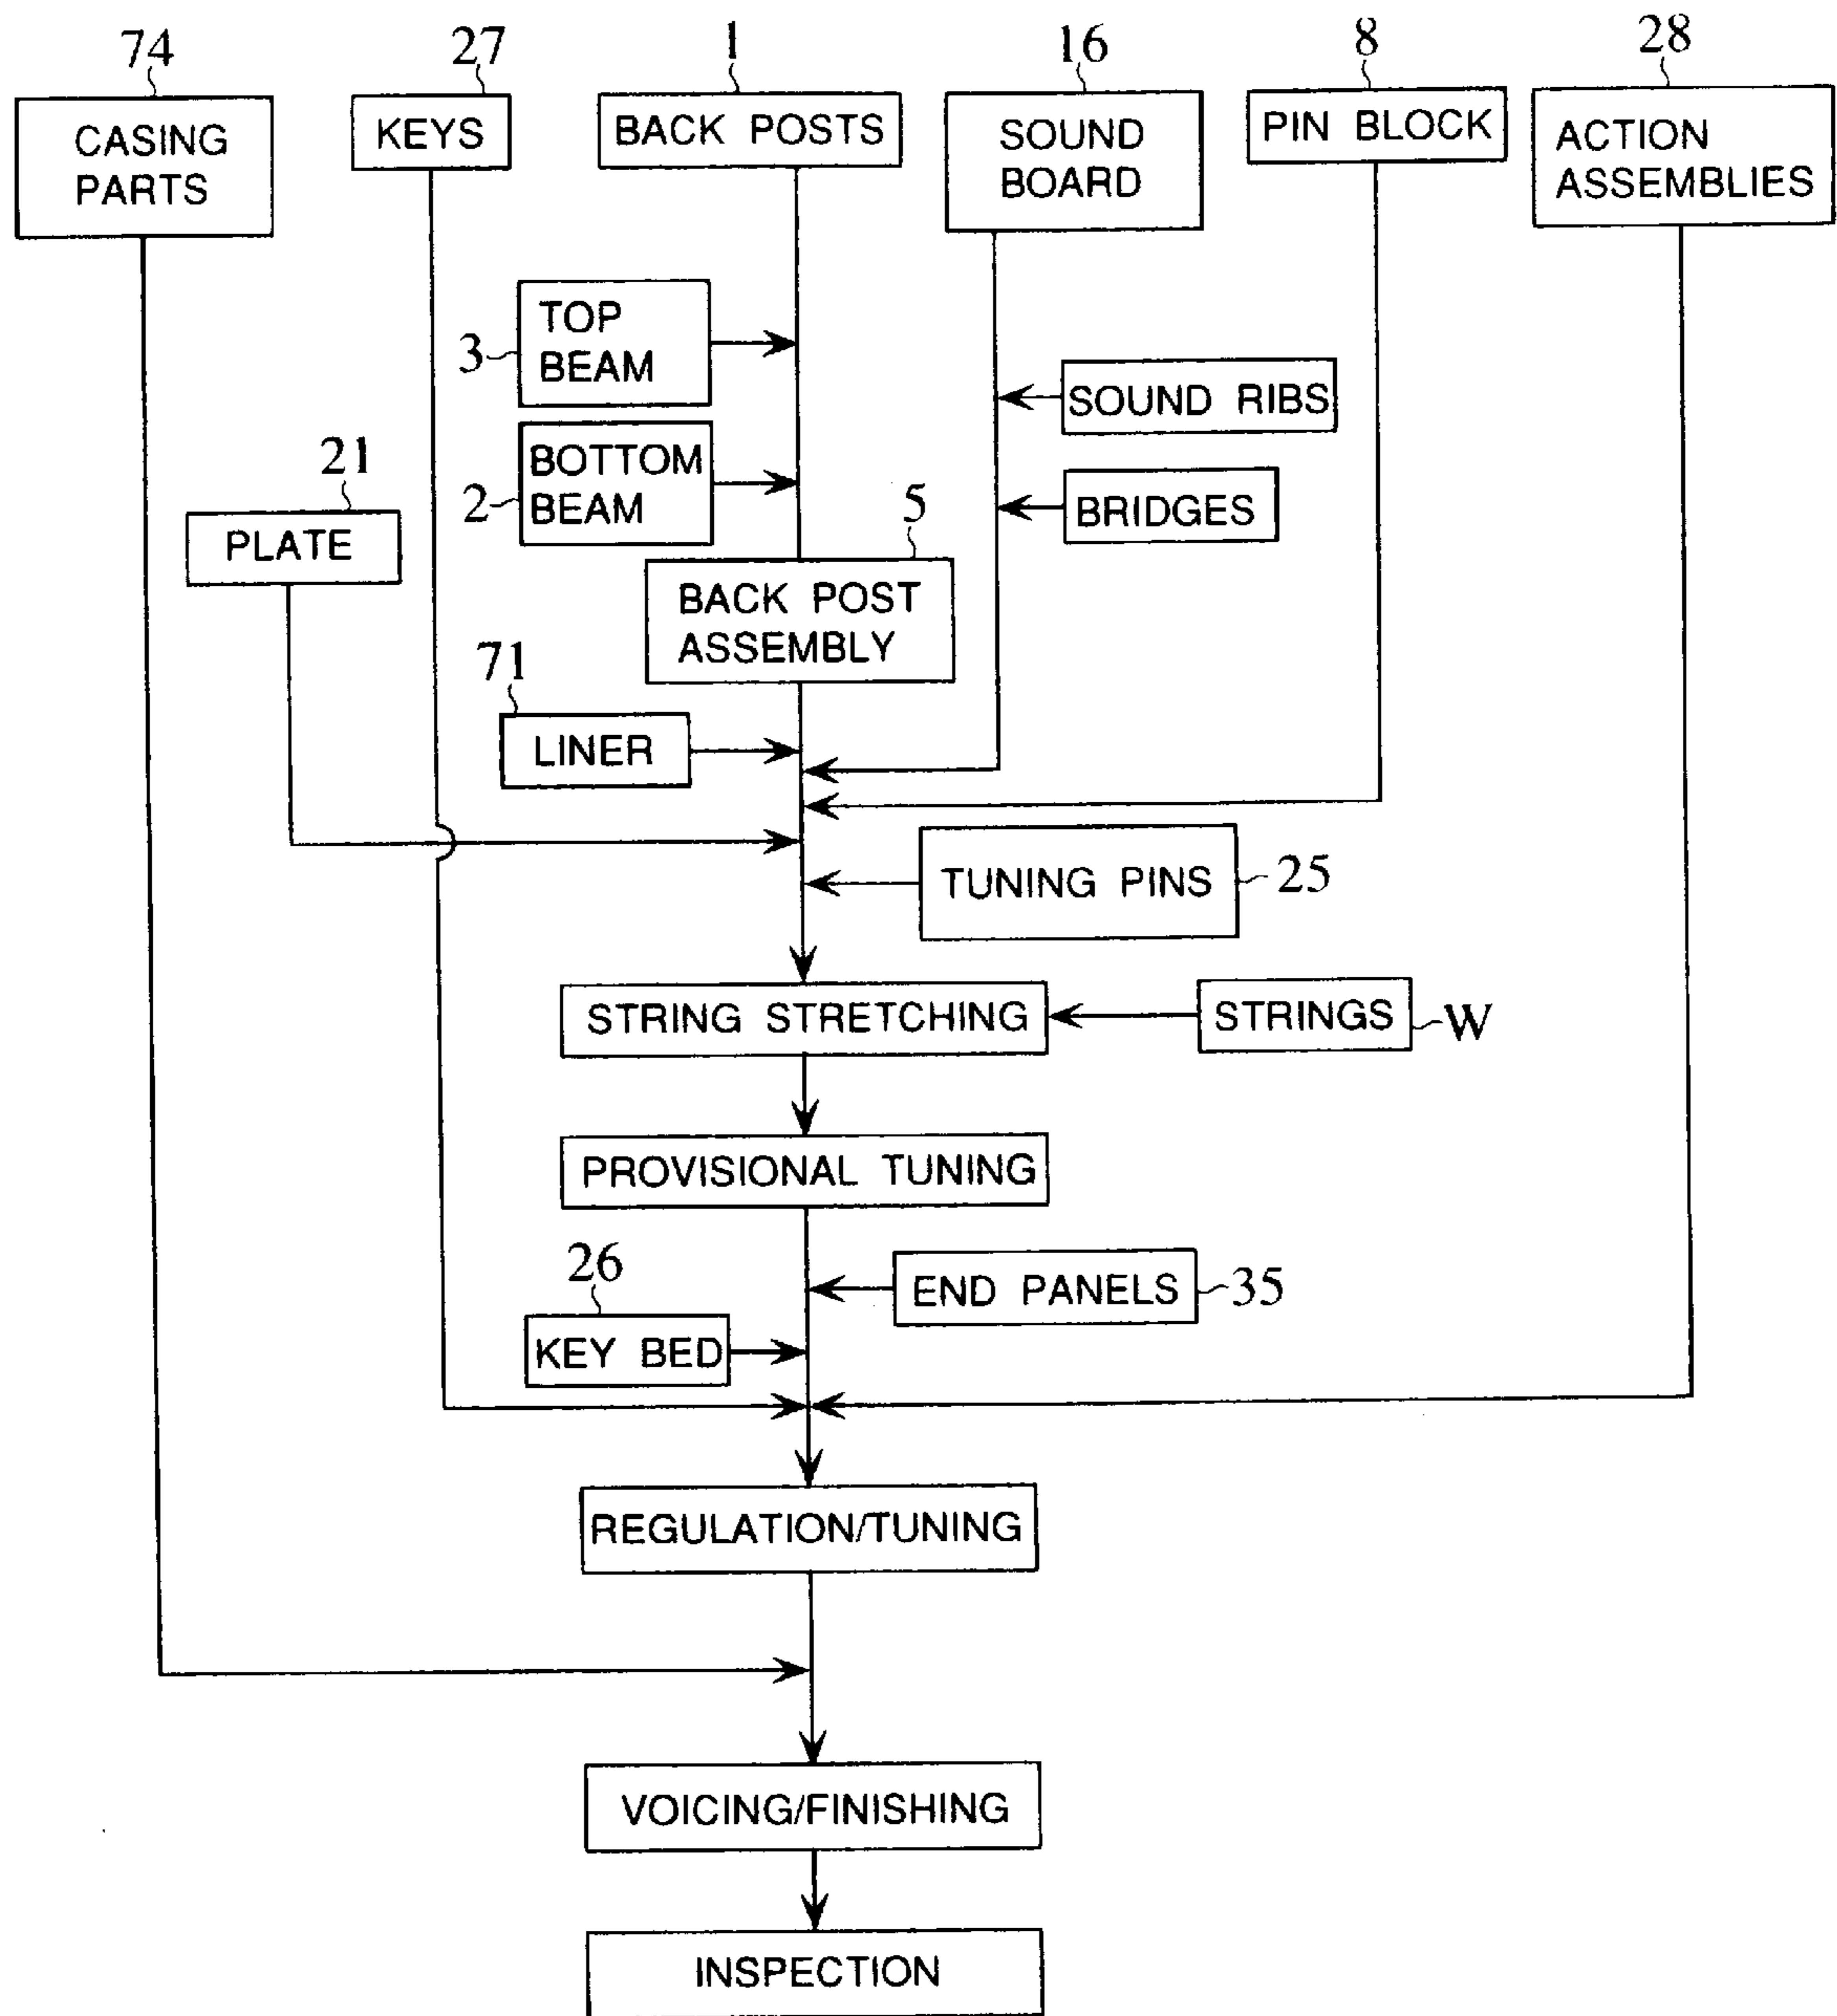 74
27
1
16
8
28
CASING
PARTS
KEYS
BACK POSTS
SOUND
BOARD
PIN BLOCK
ACTION
ASSEMBLIES
TOP
BEAM
3
SOUND RIBS
BOTTOM
BEAM
2
BRIDGES
21
PLATE
5
BACK POST
ASSEMBLY
71
LINER
TUNING PINS
25
STRING STRETCHING
STRINGS
W
PROVISIONAL TUNING
26
KEY BED
END PANELS
35
REGULATION/TUNING
VOICING/FINISHING
INSPECTION